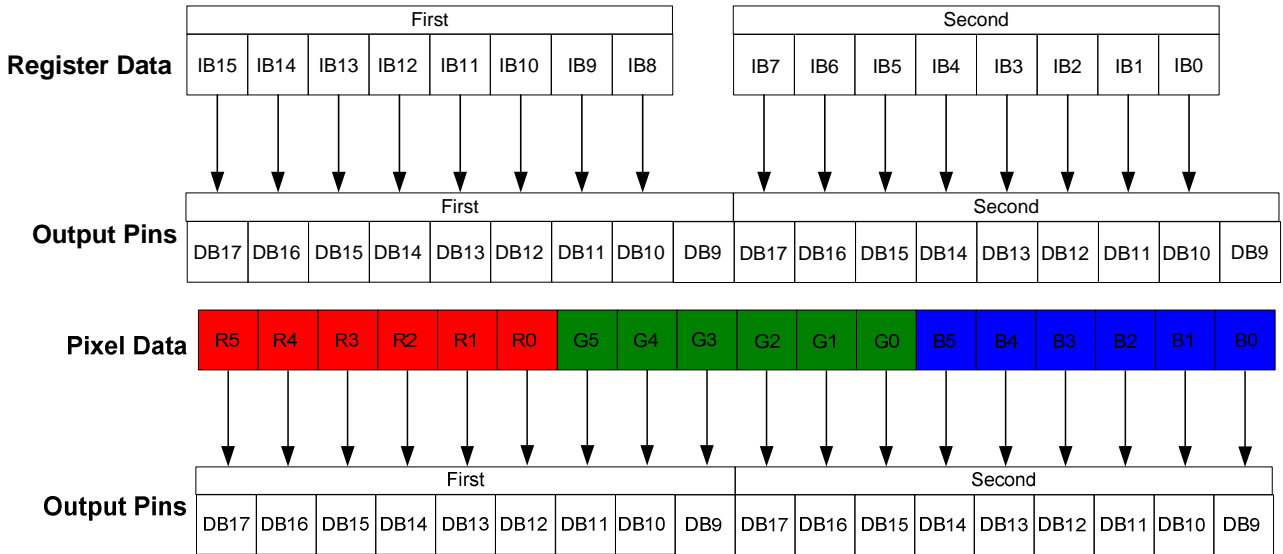 First Second
Register Data IB15 IB14 IB13 IB12 IB11 IB10 IB9 IB8 IB7 IB6 IB5 IB4 IB3 IB2 IB1 IB0
First Second
Output Pins DB17 DB16 DB15 DB14 DB13 DB12 DB11 DB10 DB9 DB17 DB16 DB15 DB14 DB13 DB12 DB11 DB10 DB9
Pixel Data R5 R4 R3 R2 R1 R0 G5 G4 G3 G2 G1 G0 B5 B4 B3 B2 B1 B0
First Second
Output Pins DB17 DB16 DB15 DB14 DB13 DB12 DB11 DB10 DB9 DB17 DB16 DB15 DB14 DB13 DB12 DB11 DB10 DB9